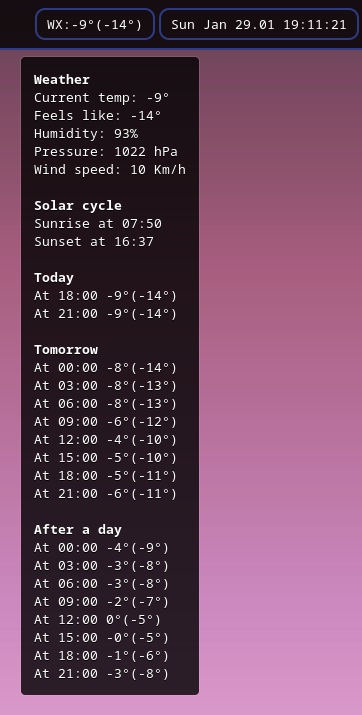 WX:-9°(-14°)
Sun Jan 29.01 19:11:21
Weather
Current temp: -9°
Feels like: -14°
Humidity: 93%
Pressure: 1022 hPa
Wind speed: 10 Km/h
Solar cycle
Sunrise at 07:50
Sunset at 16:37
Today
At 18:00 -9°(-14°)
At 21:00 -9°(-14°)
Tomorrow
At 00:00 -8°(-14°)
At 03:00 -8°(-13°)
At 06:00 -8°(-13°)
At 09:00 -6°(-12°)
At 12:00 -4°(-10°)
At 15:00 -5°(-10°)
At 18:00 -5°(-11°)
At 21:00 -6°(-11°)
After a day
At 00:00 -4°(-9°)
At 03:00 -3°(-8°)
At 06:00 -3°(-8°)
At 09:00 -2°(-7°)
At 12:00 0°(-5°)
At 15:00 -0°(-5°)
At 18:00 -1°(-6°)
At 21:00 -3°(-8°)